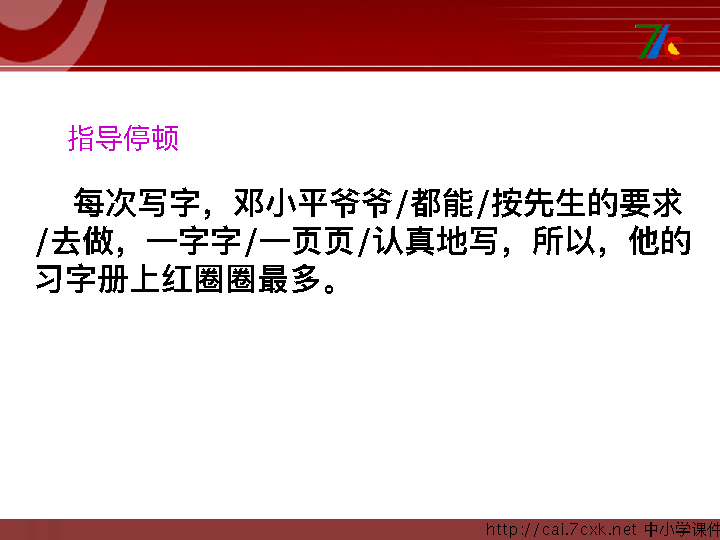 指导停顿
每次写字，邓小平爷爷/都能/按先生的要求
/去做，一字字/一页页/认真地写，所以，他的
习字册上红圈圈最多。
http://cai.7cxk.net 中小学课件